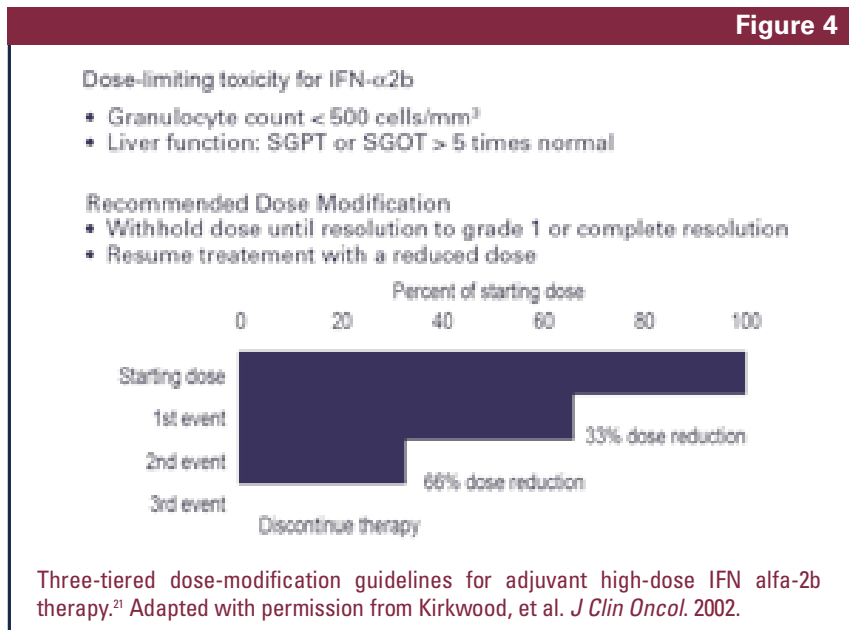 Figure 4
Dose-limiting toxicity for IFN-α2b
• Granulocyte count < 500 cells/mm³
• Liver function: SGPT or SGOT > 5 times normal
Recommended Dose Modification
• Withhold dose until resolution to grade 1 or complete resolution
• Resume treatement with a reduced dose
Percent of starting dose
0 20 40 60 80 100
Starting dose
1st event
33% dose reduction
2nd event
66% dose reduction
3rd event
Discontinue therapy
Three-tiered dose-modification guidelines for adjuvant high-dose IFN alfa-2b
therapy.²¹ Adapted with permission from Kirkwood, et al. J Clin Oncol. 2002.